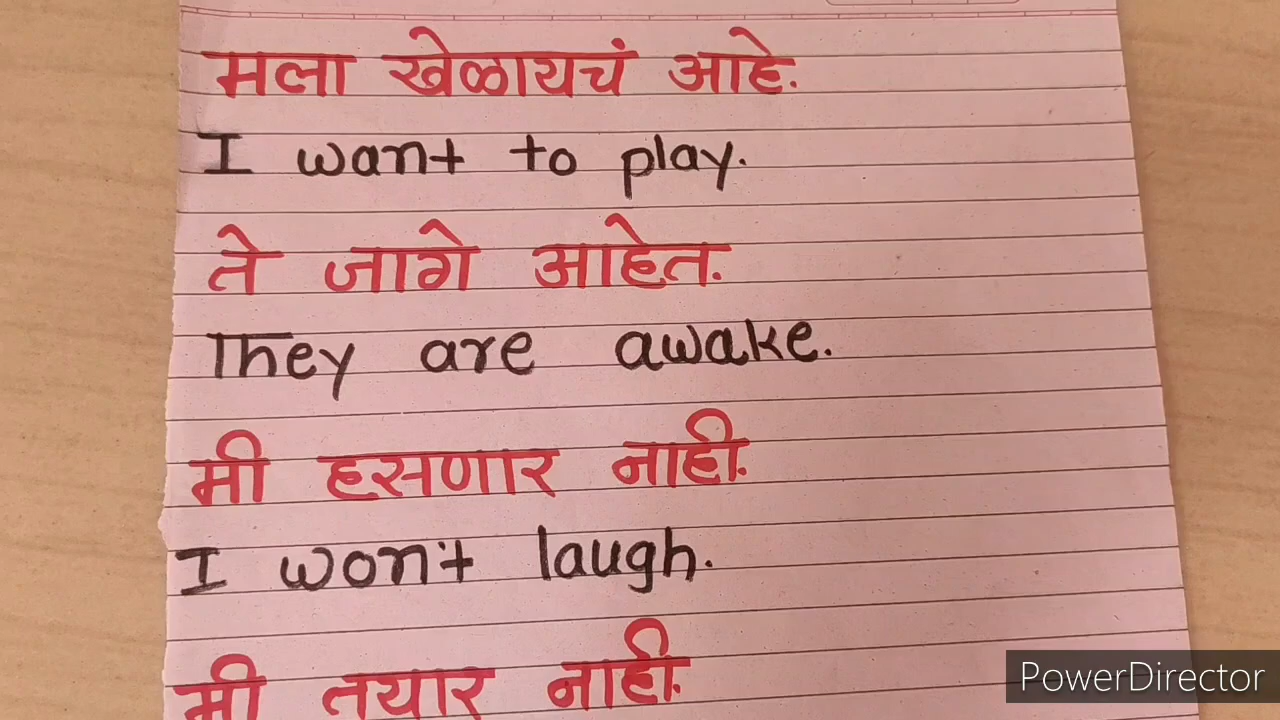 मला खेळायचं आहे.
I want to play.
ते जागे आहेत.
They are awake.
मी हसणार नाही.
I won't laugh.
मी तयार नाही.
PowerDirector